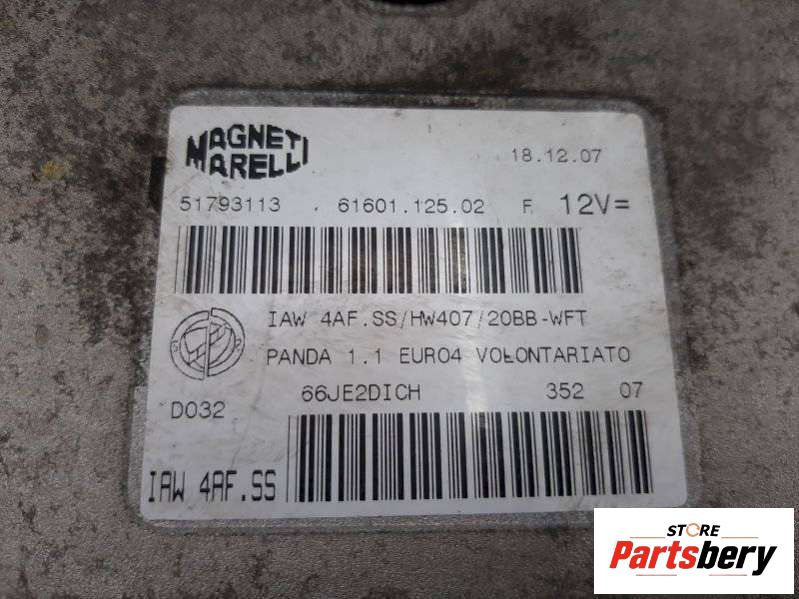 MAGNETI
MARELLI
18.12.07
51793113 . 61601.125.02 F. 12V=
IAW 4AF.SS/HW407/20BB-WFT
PANDA 1.1 EURO4 VOLONTARIATO
66JE2DICH 352 07
D032
IAW 4AF.SS
STORE
Partsbery